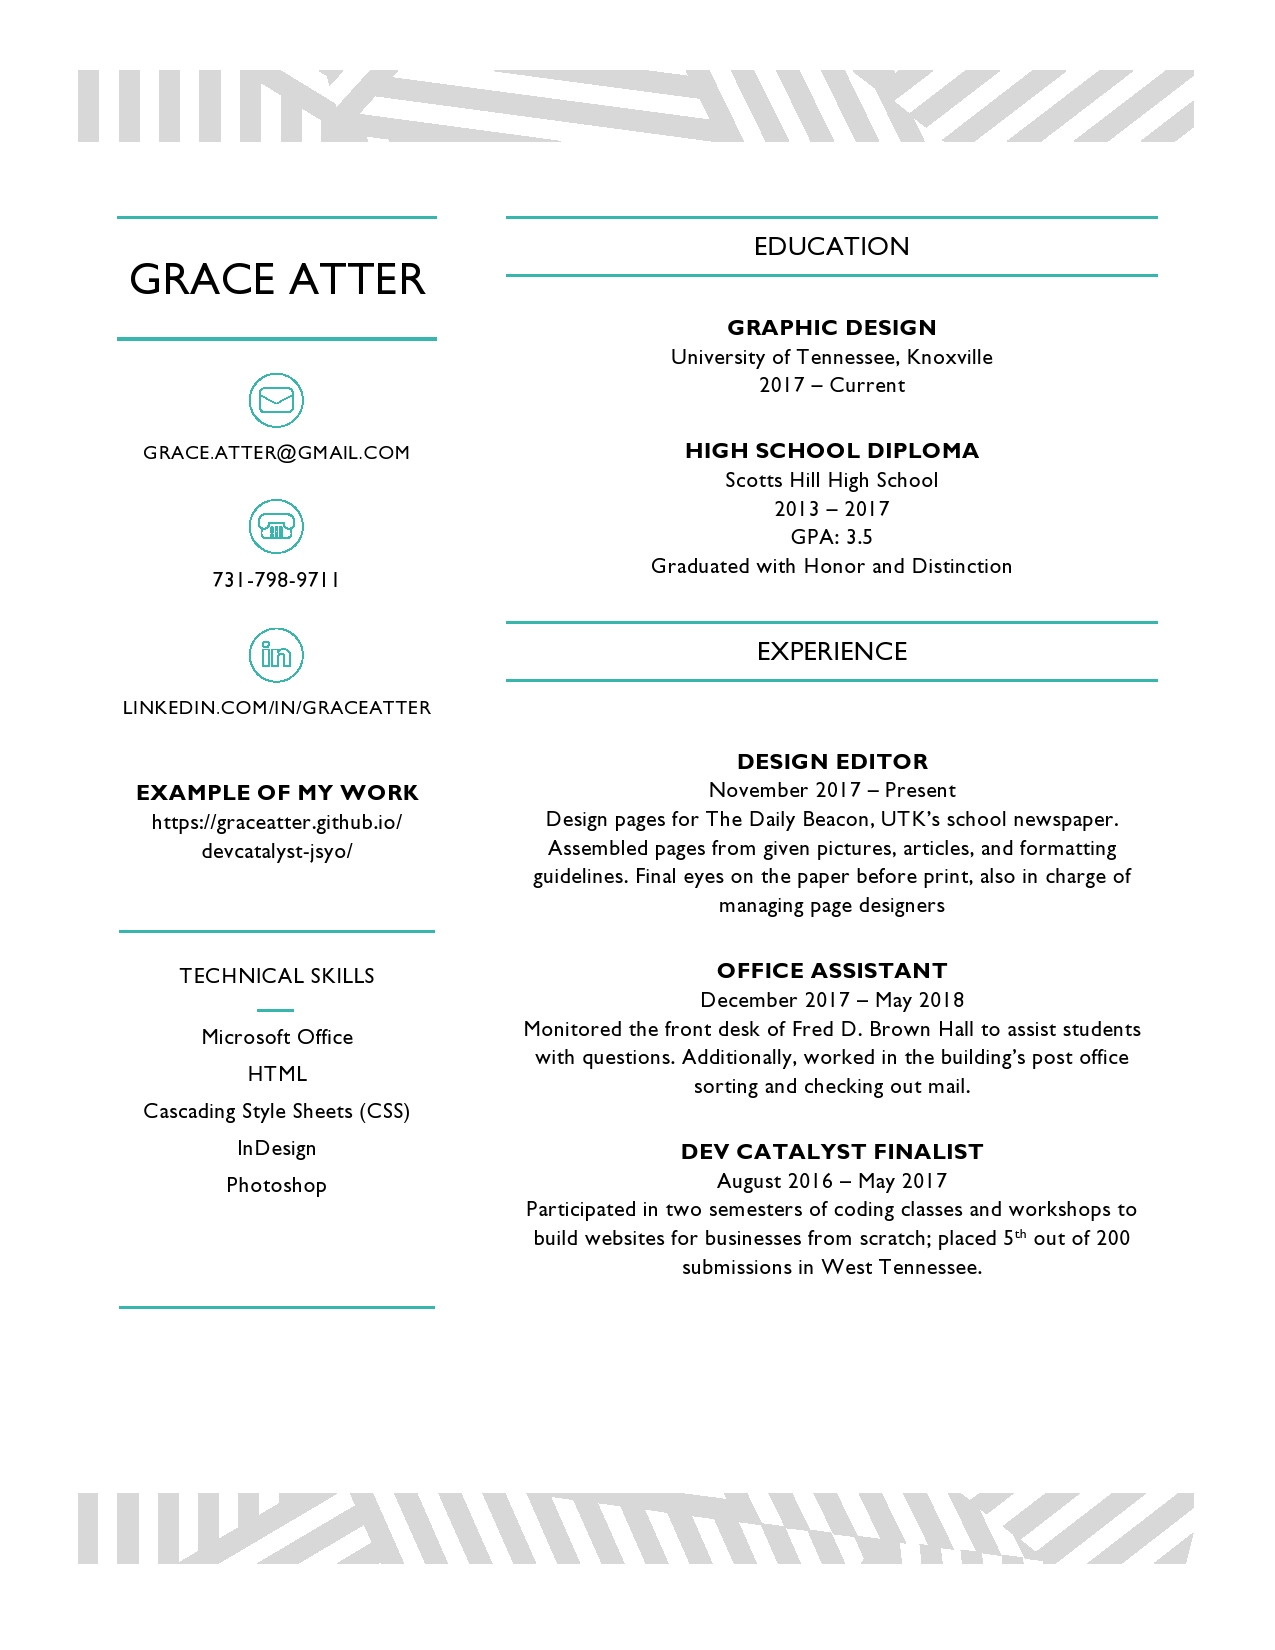 GRACE ATTER
GRACE.ATTER@GMAIL.COM
731-798-9711
in
LINKEDIN.COM/IN/GRACEATTER
EXAMPLE OF MY WORK
https://graceatter.github.io/
devcatalyst-jsyo/
TECHNICAL SKILLS
Microsoft Office
HTML
Cascading Style Sheets (CSS)
InDesign
Photoshop
EDUCATION
GRAPHIC DESIGN
University of Tennessee, Knoxville
2017 – Current
HIGH SCHOOL DIPLOMA
Scotts Hill High School
2013 – 2017
GPA: 3.5
Graduated with Honor and Distinction
EXPERIENCE
DESIGN EDITOR
November 2017 – Present
Design pages for The Daily Beacon, UTK’s school newspaper.
Assembled pages from given pictures, articles, and formatting
guidelines. Final eyes on the paper before print, also in charge of
managing page designers
OFFICE ASSISTANT
December 2017 – May 2018
Monitored the front desk of Fred D. Brown Hall to assist students
with questions. Additionally, worked in the building’s post office
sorting and checking out mail.
DEV CATALYST FINALIST
August 2016 – May 2017
Participated in two semesters of coding classes and workshops to
build websites for businesses from scratch; placed 5th out of 200
submissions in West Tennessee.